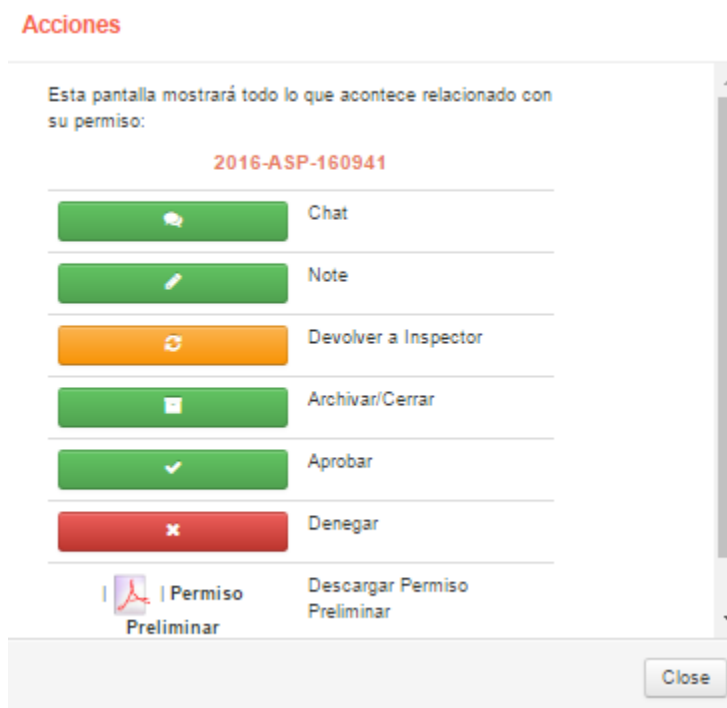 Acciones
Esta pantalla mostrará todo lo que acontece relacionado con
su permiso:
2016-ASP-160941
Chat
Note
Devolver a Inspector
Archivar/Cerrar
Aprobar
Denegar
| | Permiso
Preliminar
Descargar Permiso
Preliminar
Close